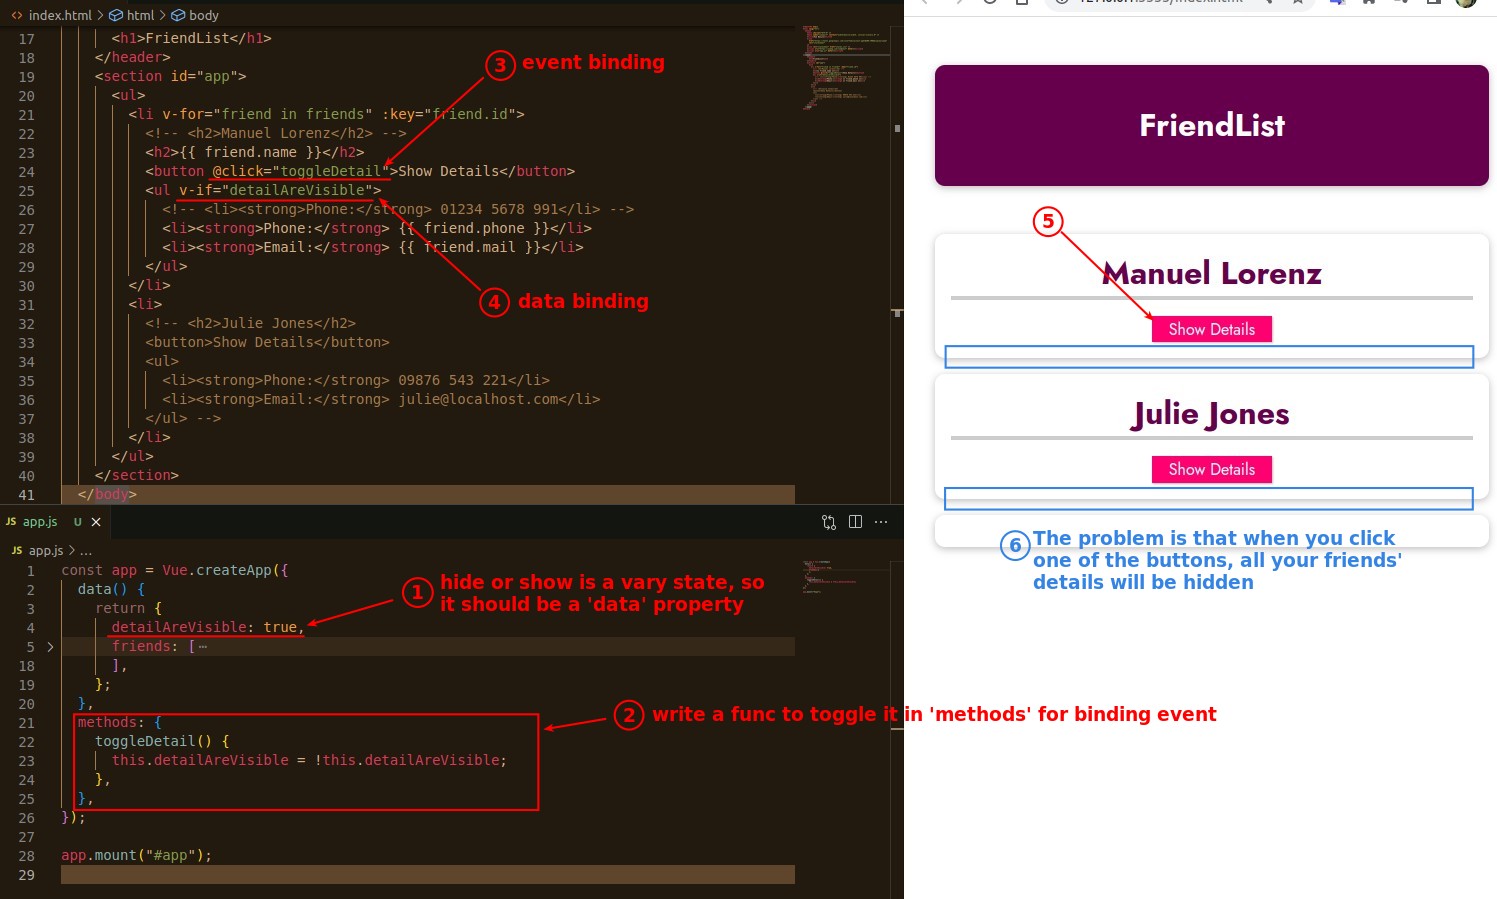 index.html > html > body
17 <h1>FriendList</h1>
18 </header>
19 <section id="app">
20 <ul>
21 <li v-for="friend in friends" :key="friend.id">
22 <!-- <h2>Manuel Lorenz</h2> -->
23 <h2>{{ friend.name }}</h2>
24 <button @click="toggleDetail">Show Details</button>
25 <ul v-if="detailAreVisible">
26 <!-- <li><strong>Phone:</strong> 01234 5678 991</li> -->
27 <li><strong>Phone:</strong> {{ friend.phone }}</li>
28 <li><strong>Email:</strong> {{ friend.mail }}</li>
29 </ul>
30 </li>
31 <li>
32 <!-- <h2>Julie Jones</h2>
33 <button>Show Details</button>
34 <ul>
35 <li><strong>Phone:</strong> 09876 543 221</li>
36 <li><strong>Email:</strong> julie@localhost.com</li>
37 </ul> -->
38 </li>
39 </ul>
40 </section>
41 </body>
3 event binding
4 data binding
JS app.js U ×
JS app.js > ...
1 const app = Vue.createApp({
2 data() {
3 return {
4 detailAreVisible: true,
5 friends: [ ⋯
18 ],
19 };
20 },
21 methods: {
22 toggleDetail() {
23 this.detailAreVisible = !this.detailAreVisible;
24 },
25 },
26 });
27
28 app.mount("#app");
29
1 hide or show is a vary state, so
it should be a 'data' property
2 write a func to toggle it in 'methods' for binding event
FriendList
5
Manuel Lorenz
Show Details
Julie Jones
Show Details
6 The problem is that when you click
one of the buttons, all your friends'
details will be hidden